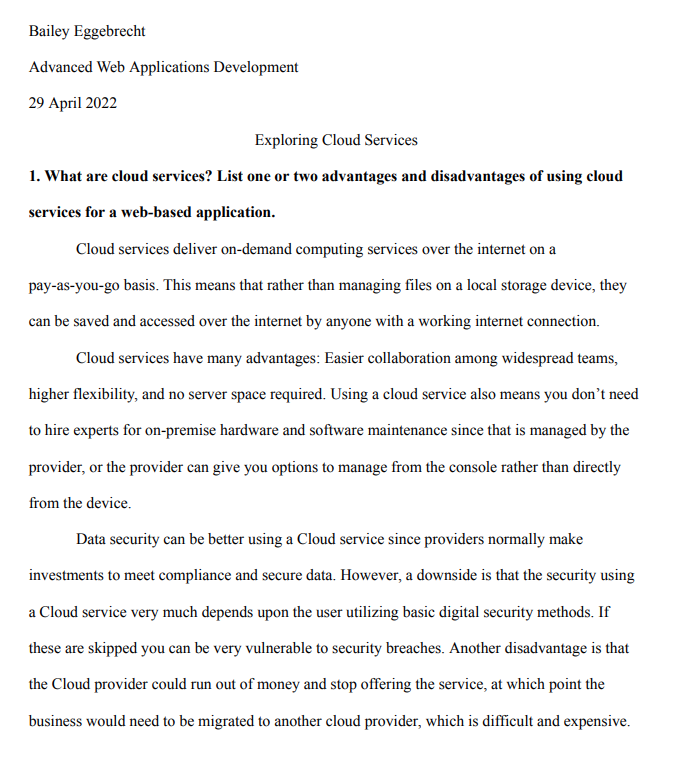 Bailey Eggebrecht
Advanced Web Applications Development
29 April 2022
Exploring Cloud Services
1. What are cloud services? List one or two advantages and disadvantages of using cloud
services for a web-based application.
Cloud services deliver on-demand computing services over the internet on a
pay-as-you-go basis. This means that rather than managing files on a local storage device, they
can be saved and accessed over the internet by anyone with a working internet connection.
Cloud services have many advantages: Easier collaboration among widespread teams,
higher flexibility, and no server space required. Using a cloud service also means you don’t need
to hire experts for on-premise hardware and software maintenance since that is managed by the
provider, or the provider can give you options to manage from the console rather than directly
from the device.
Data security can be better using a Cloud service since providers normally make
investments to meet compliance and secure data. However, a downside is that the security using
a Cloud service very much depends upon the user utilizing basic digital security methods. If
these are skipped you can be very vulnerable to security breaches. Another disadvantage is that
the Cloud provider could run out of money and stop offering the service, at which point the
business would need to be migrated to another cloud provider, which is difficult and expensive.